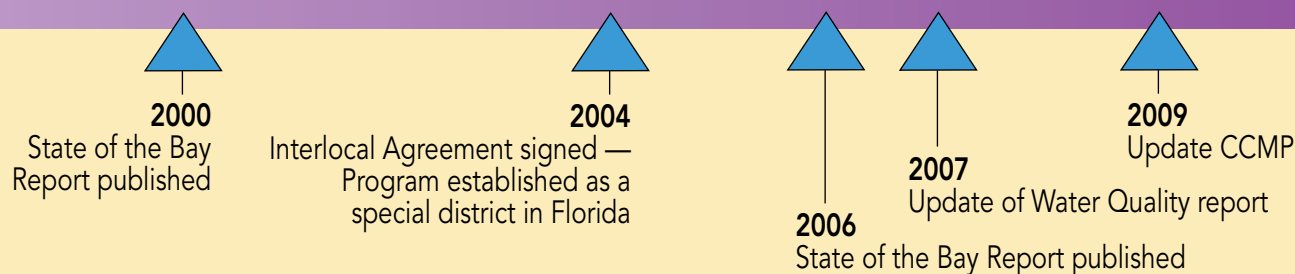 2000
State of the Bay
Report published
2004
Interlocal Agreement signed —
Program established as a
special district in Florida
2006
State of the Bay Report published
2007
Update of Water Quality report
2009
Update CCMP